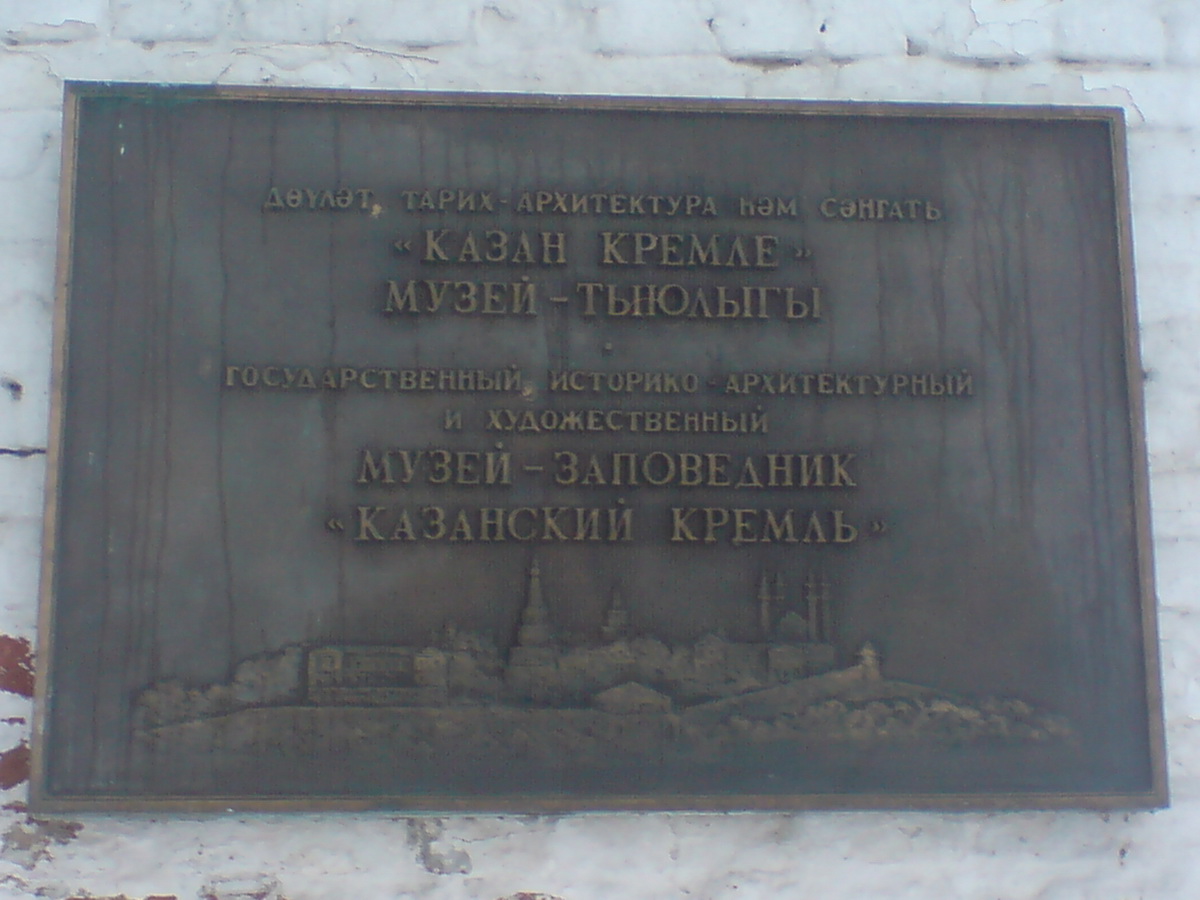 ДӘҮЛӘТ, ТАРИХ-АРХИТЕКТУРА ҺӘМ СӘНГАТЬ
«КАЗАН КРЕМЛЕ»
МУЗЕЙ-ТЫЮЛЫГЫ
ГОСУДАРСТВЕННЫЙ, ИСТОРИКО-АРХИТЕКТУРНЫЙ
И ХУДОЖЕСТВЕННЫЙ
МУЗЕЙ-ЗАПОВЕДНИК
«КАЗАНСКИЙ КРЕМЛЬ»